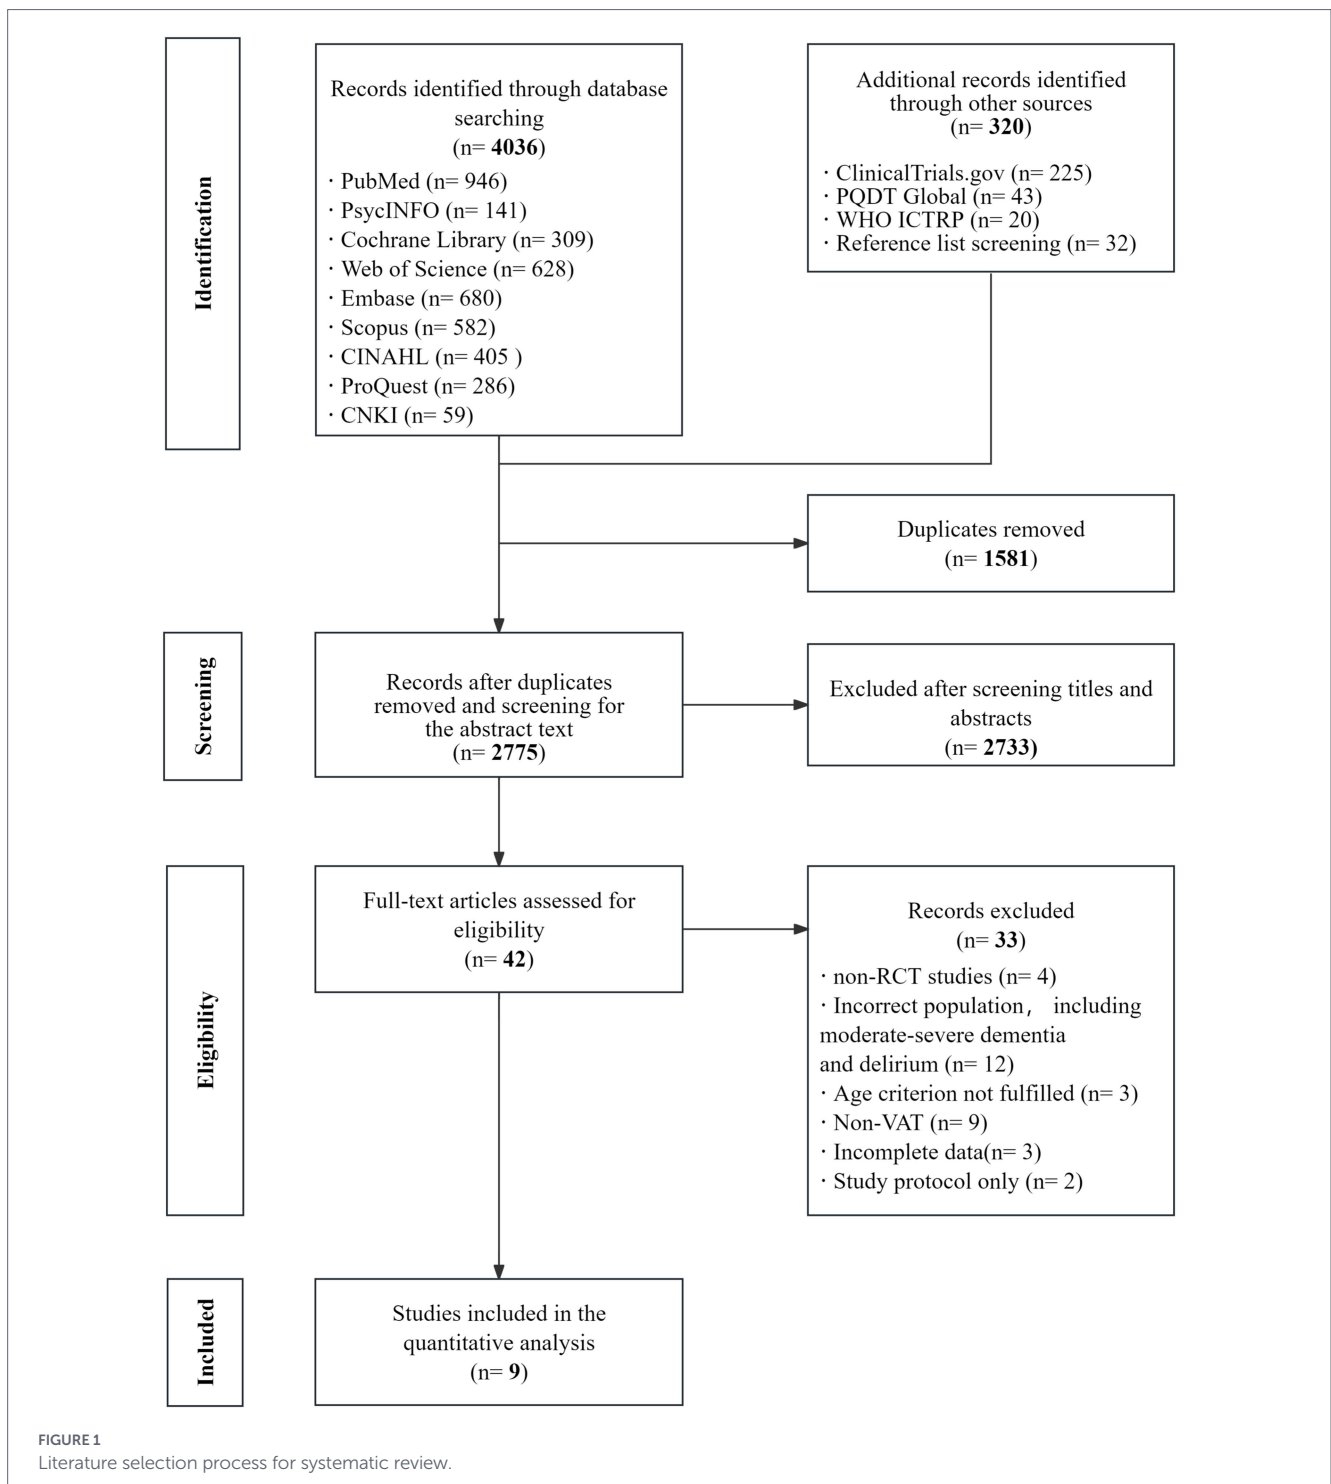 Identification
Records identified through database
searching
(n= 4036)
· PubMed (n= 946)
· PsycINFO (n= 141)
· Cochrane Library (n= 309)
· Web of Science (n= 628)
· Embase (n= 680)
· Scopus (n= 582)
· CINAHL (n= 405 )
· ProQuest (n= 286)
· CNKI (n= 59)
Additional records identified
through other sources
(n= 320)
· ClinicalTrials.gov (n= 225)
· PQDT Global (n= 43)
· WHO ICTRP (n= 20)
· Reference list screening (n= 32)
Duplicates removed
(n= 1581)
Screening
Records after duplicates
removed and screening for
the abstract text
(n= 2775)
Excluded after screening titles and
abstracts
(n= 2733)
Eligibility
Full-text articles assessed for
eligibility
(n= 42)
Records excluded
(n= 33)
· non-RCT studies (n= 4)
· Incorrect population， including
moderate-severe dementia
and delirium (n= 12)
· Age criterion not fulfilled (n= 3)
· Non-VAT (n= 9)
· Incomplete data(n= 3)
· Study protocol only (n= 2)
Included
Studies included in the
quantitative analysis
(n= 9)
FIGURE 1
Literature selection process for systematic review.